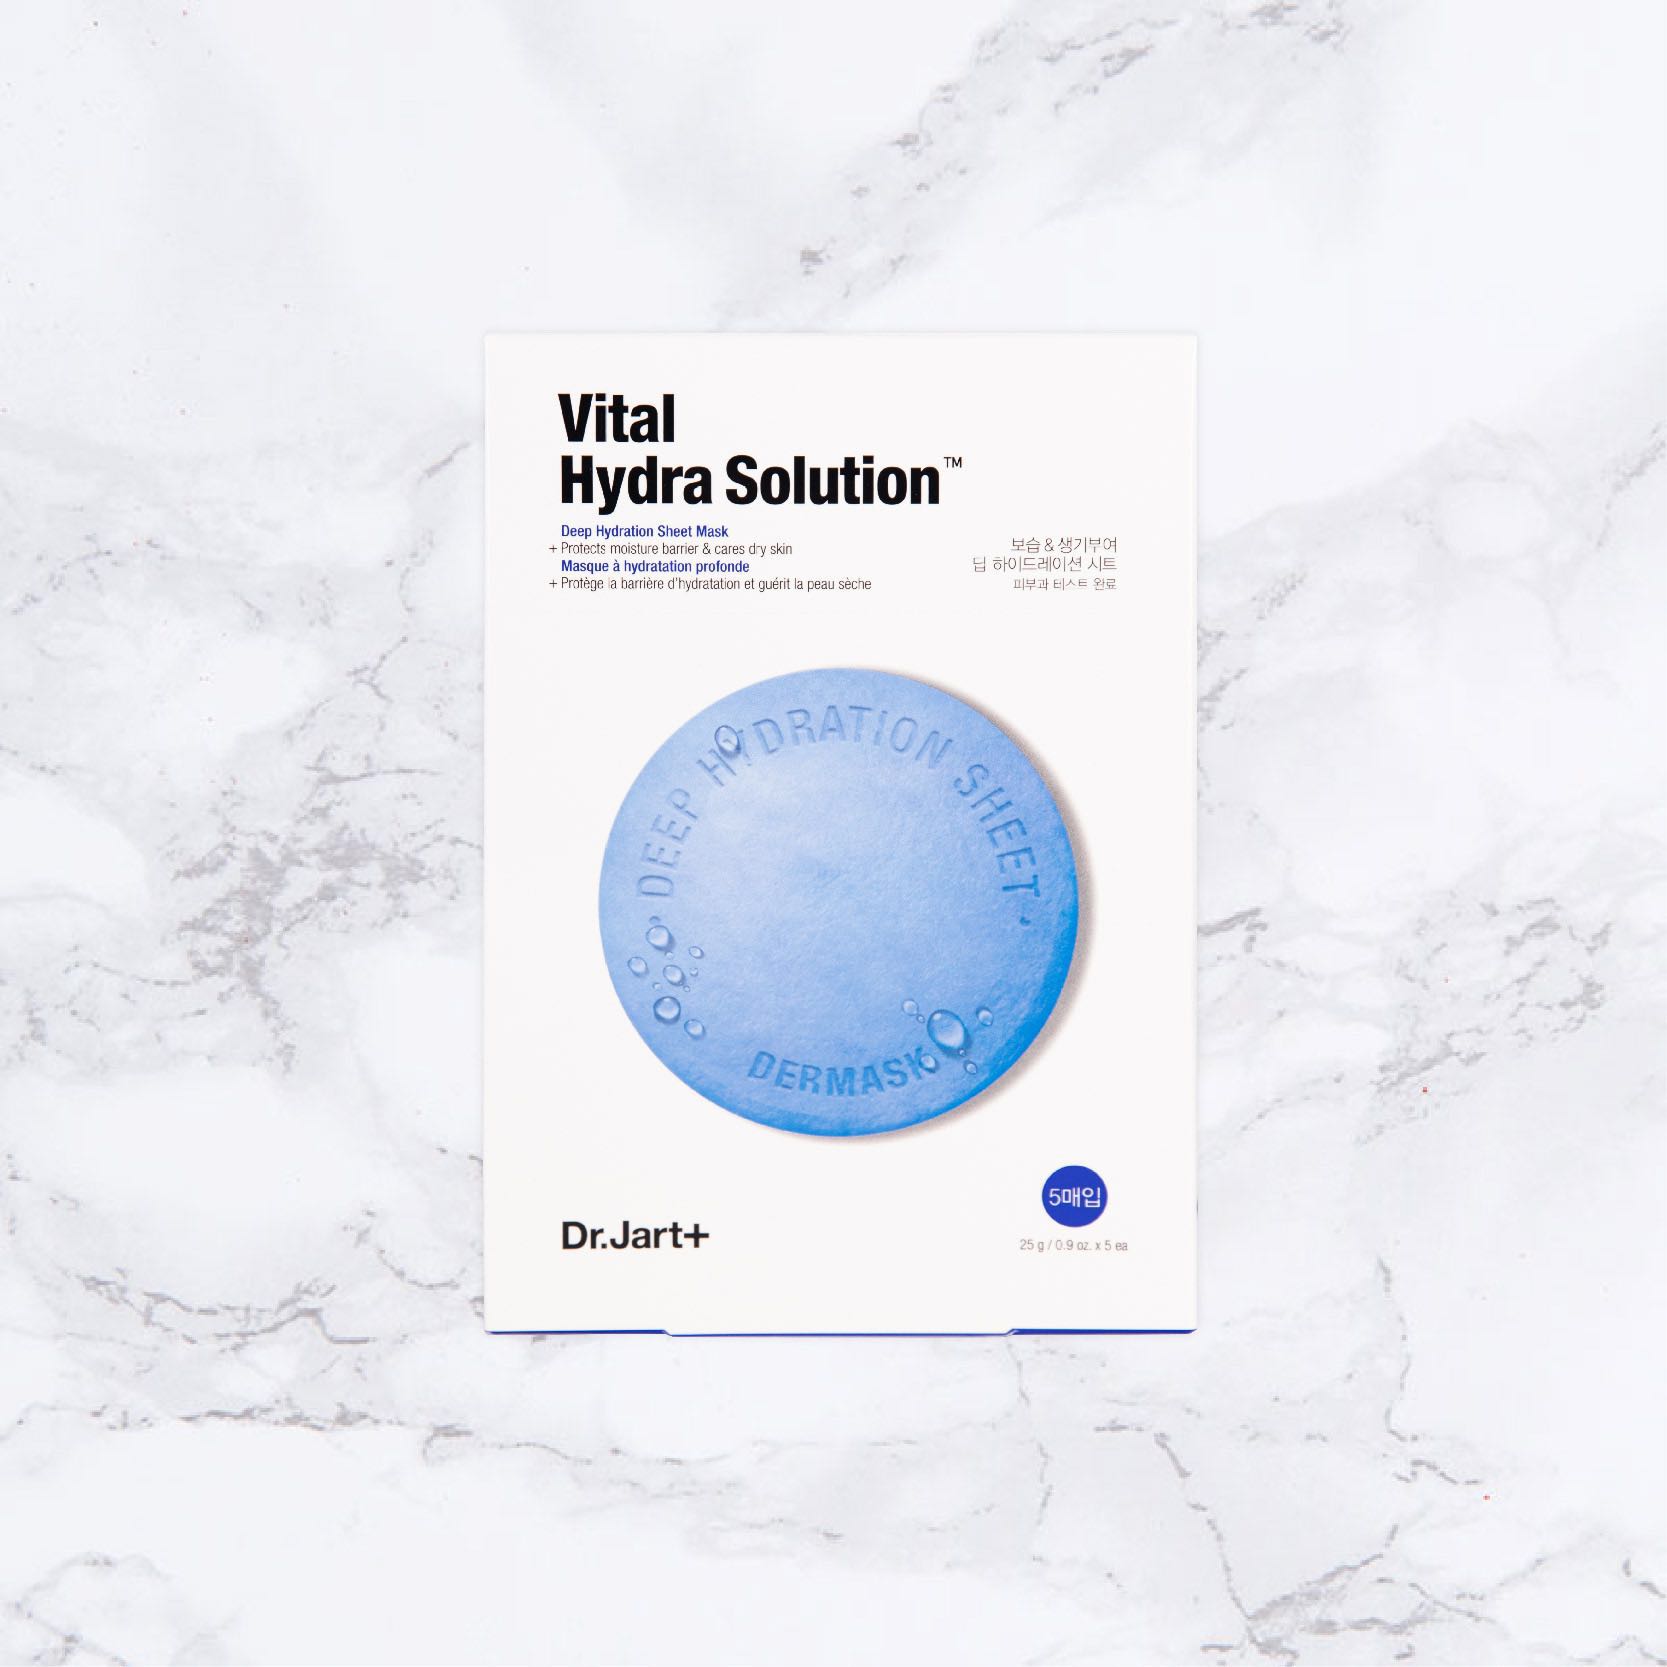 Vital
Hydra Solution™
Deep Hydration Sheet Mask
+ Protects moisture barrier & cares dry skin
Masque à hydratation profonde
+ Protège la barrière d'hydratation et guérit la peau sèche
보습 & 생기부여
딥 하이드레이션 시트
피부과 테스트 완료
· DEEP HYDRATION SHEET ·
DERMASK
5매입
Dr.Jart+
25 g / 0.9 oz. x 5 ea